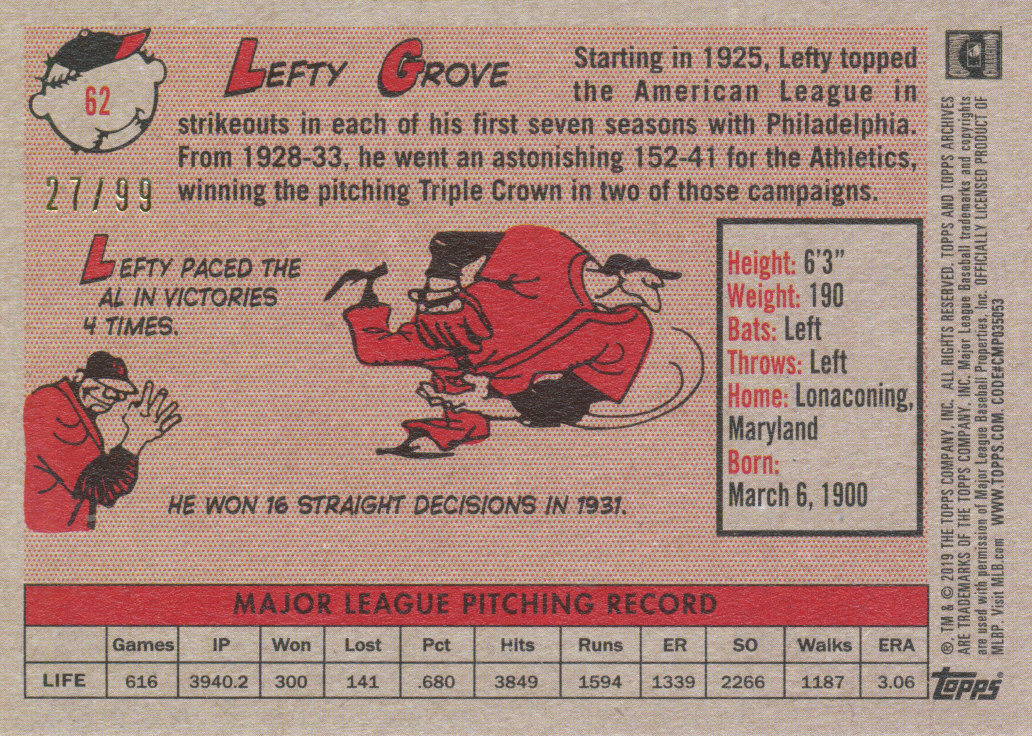 62
LEFTY GROVE
27/99
Starting in 1925, Lefty topped
the American League in
strikeouts in each of his first seven seasons with Philadelphia.
From 1928-33, he went an astonishing 152-41 for the Athletics,
winning the pitching Triple Crown in two of those campaigns.
LEFTY PACED THE
AL IN VICTORIES
4 TIMES.
HE WON 16 STRAIGHT DECISIONS IN 1931.
Height: 6'3"
Weight: 190
Bats: Left
Throws: Left
Home: Lonaconing,
Maryland
Born:
March 6, 1900
MAJOR LEAGUE PITCHING RECORD
Games IP Won Lost Pct Hits Runs ER SO Walks ERA
LIFE 616 3940.2 300 141 .680 3849 1594 1339 2266 1187 3.06
®, TM & © 2019 THE TOPPS COMPANY, INC. ALL RIGHTS RESERVED. TOPPS AND TOPPS ARCHIVES
ARE TRADEMARKS OF THE TOPPS COMPANY, INC. Major League Baseball trademarks and copyrights
are used with permission of Major League Baseball Properties, Inc. OFFICIALLY LICENSED PRODUCT OF
MLBP. Visit MLB.com WWW.TOPPS.COM. CODE#CMP035053
TOPPS®